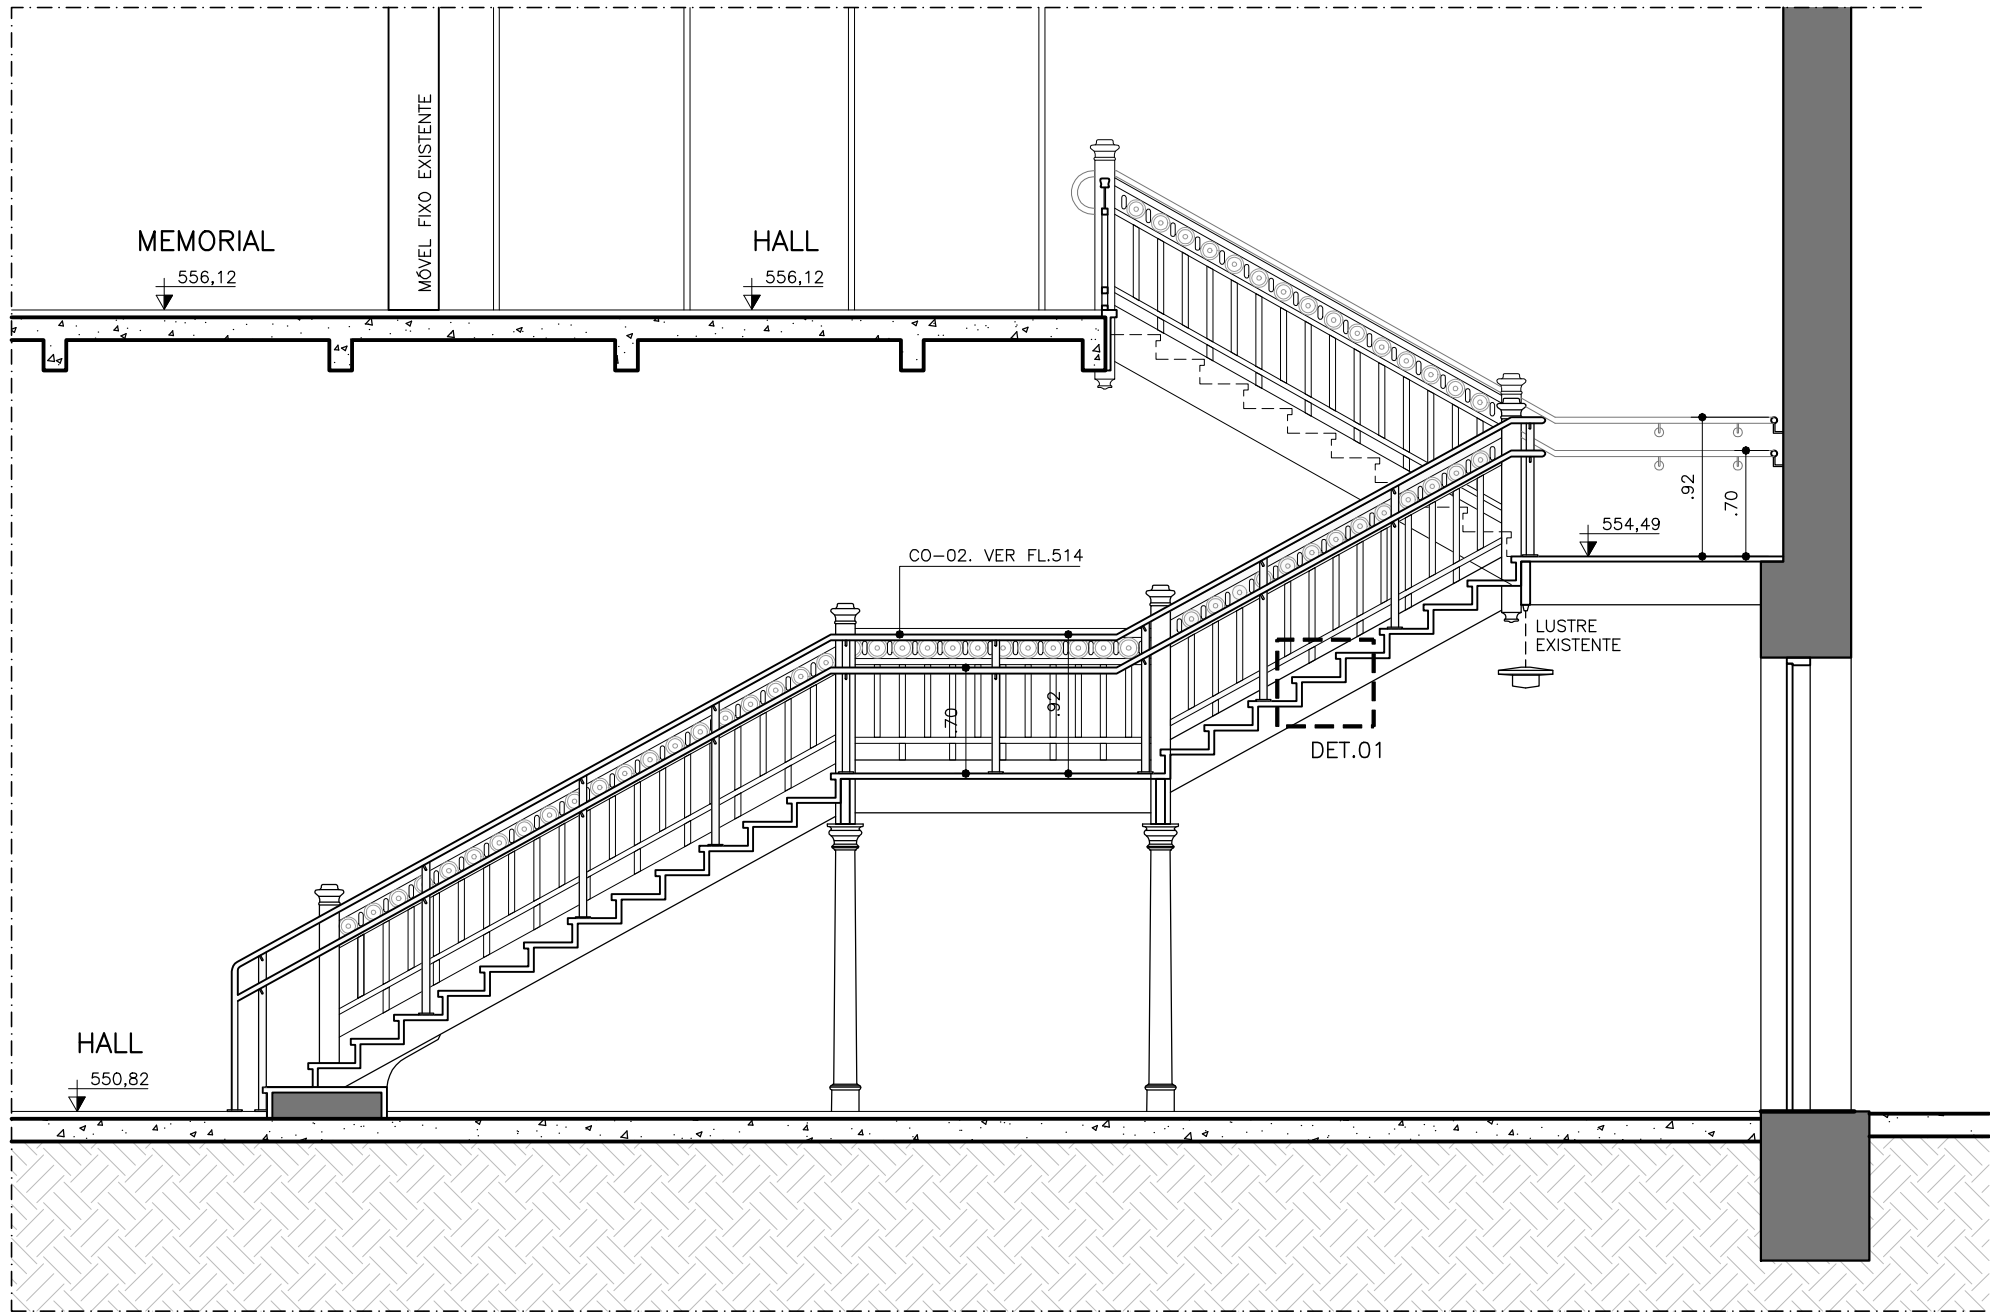 MÓVEL FIXO EXISTENTE
MEMORIAL
556,12
HALL
556,12
.92
.70
554,49
CO-02. VER FL.514
LUSTRE
EXISTENTE
.70
.92
DET.01
HALL
550,82